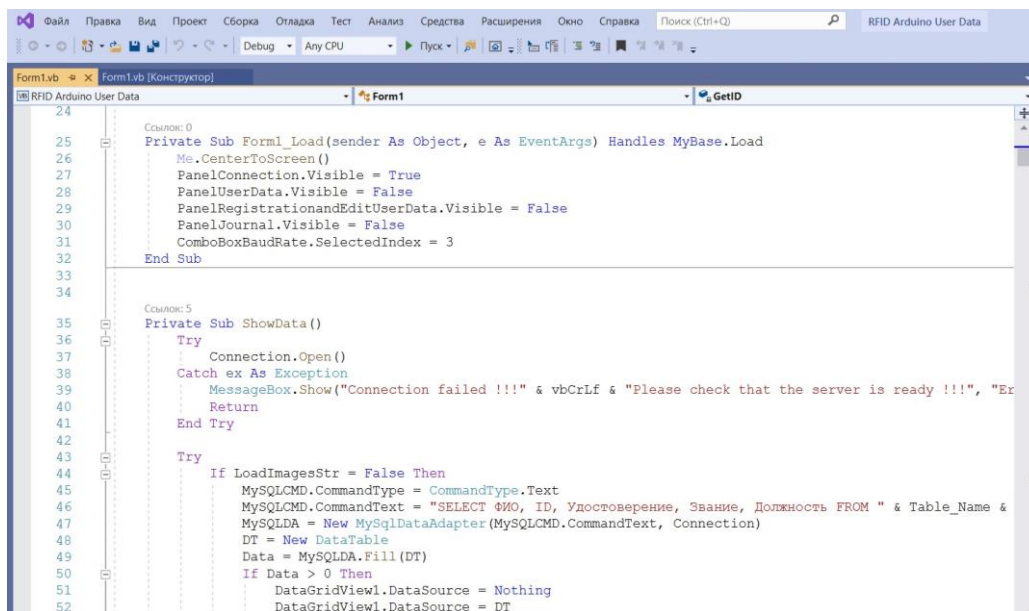 Файл Правка Вид Проект Сборка Отладка Тест Анализ Средства Расширения Окно Справка Поиск (Ctrl+Q) RFID Arduino User Data
Debug Any CPU Пуск
Form1.vb Form1.vb [Конструктор]
VB RFID Arduino User Data Form1 GetID
24
Ссылок: 0
25 Private Sub Form1_Load(sender As Object, e As EventArgs) Handles MyBase.Load
26 Me.CenterToScreen()
27 PanelConnection.Visible = True
28 PanelUserData.Visible = False
29 PanelRegistrationandEditUserData.Visible = False
30 PanelJournal.Visible = False
31 ComboBoxBaudRate.SelectedIndex = 3
32 End Sub
33
34
Ссылок: 5
35 Private Sub ShowData()
36 Try
37 Connection.Open()
38 Catch ex As Exception
39 MessageBox.Show("Connection failed !!!" & vbCrLf & "Please check that the server is ready !!!", "Er
40 Return
41 End Try
42
43 Try
44 If LoadImagesStr = False Then
45 MySQLCMD.CommandType = CommandType.Text
46 MySQLCMD.CommandText = "SELECT ФИО, ID, Удостоверение, Звание, Должность FROM " & Table_Name &
47 MySQLDA = New MySqlDataAdapter(MySQLCMD.CommandText, Connection)
48 DT = New DataTable
49 Data = MySQLDA.Fill(DT)
50 If Data > 0 Then
51 DataGridView1.DataSource = Nothing
52 DataGridView1.DataSource = DT